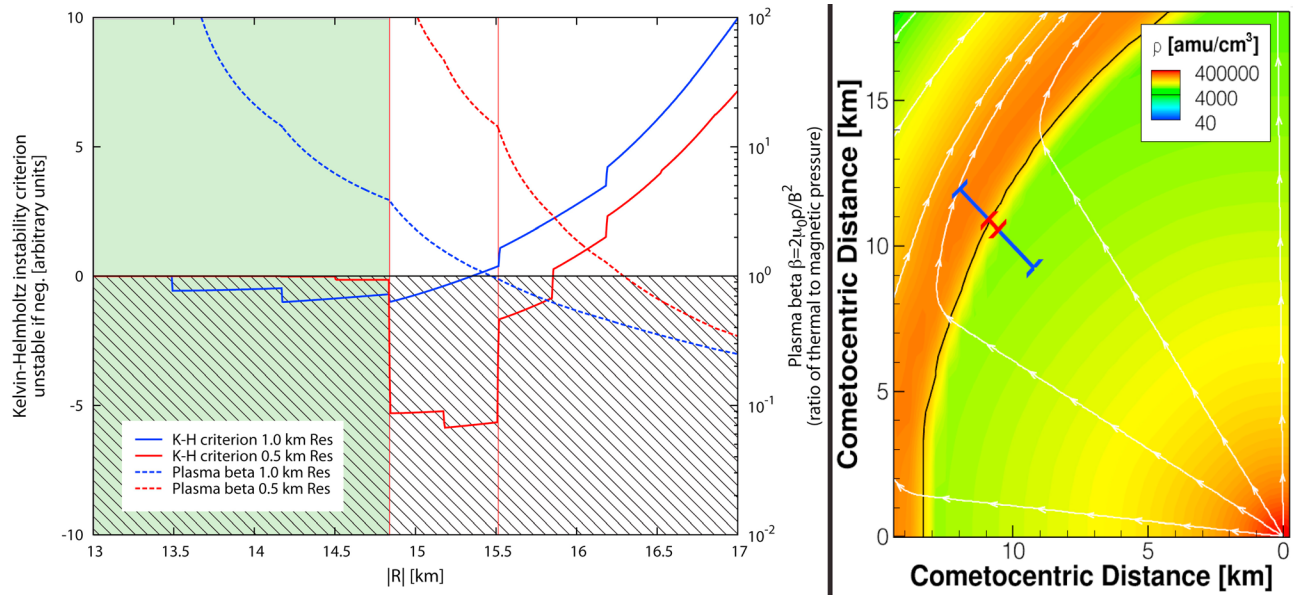 Kelvin-Helmholtz instability criterion
unstable if neg. [arbitrary units]
10
5
0
-5
-10
K-H criterion 1.0 km Res
K-H criterion 0.5 km Res
Plasma beta 1.0 km Res
Plasma beta 0.5 km Res
13
13.5
14
14.5
15
15.5
16
16.5
17
|R| [km]
10²
10¹
10⁰
10⁻¹
10⁻²
Plasma beta β=2μ₀p/B²
(ratio of thermal to magnetic pressure)
Cometocentric Distance [km]
15
10
5
0
ρ [amu/cm³]
400000
4000
40
10
5
0
Cometocentric Distance [km]